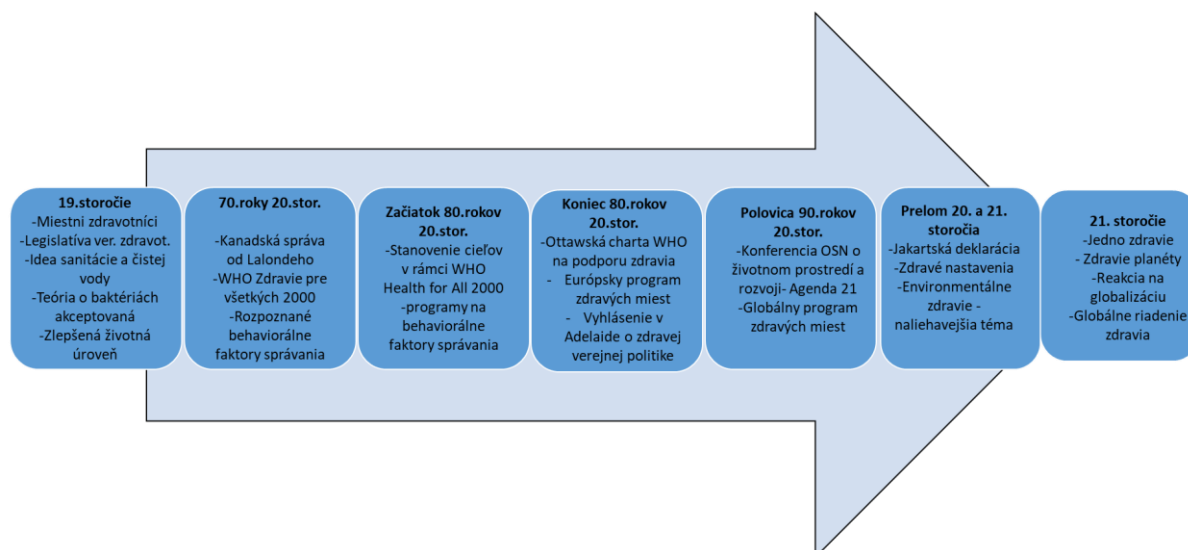 19.storočie
-Miestni zdravotníci
-Legislatíva ver. zdravot.
-Idea sanitácie a čistej
vody
-Teória o baktériách
akceptovaná
-Zlepšená životná
úroveň
70.roky 20.stor.
-Kanadská správa
od Lalondeho
-WHO Zdravie pre
všetkých 2000
-Rozpoznané
behaviorálne
faktory správania
Začiatok 80.rokov
20.stor.
-Stanovenie cieľov
v rámci WHO
Health for All 2000
-programy na
behaviorálne
faktory správania
Koniec 80.rokov
20.stor.
-Ottawská charta WHO
na podporu zdravia
- Európsky program
zdravých miest
- Vyhlásenie v
Adelaide o zdravej
verejnej politike
Polovica 90.rokov
20.stor.
-Konferencia OSN o
životnom prostredí a
rozvoji- Agenda 21
-Globálny program
zdravých miest
Prelom 20. a 21.
storočia
-Jakartská deklarácia
-Zdravé nastavenia
-Environmentálne
zdravie -
naliehavejšia téma
21. storočie
-Jedno zdravie
- Zdravie planéty
-Reakcia na
globalizáciu
-Globálne riadenie
zdravia